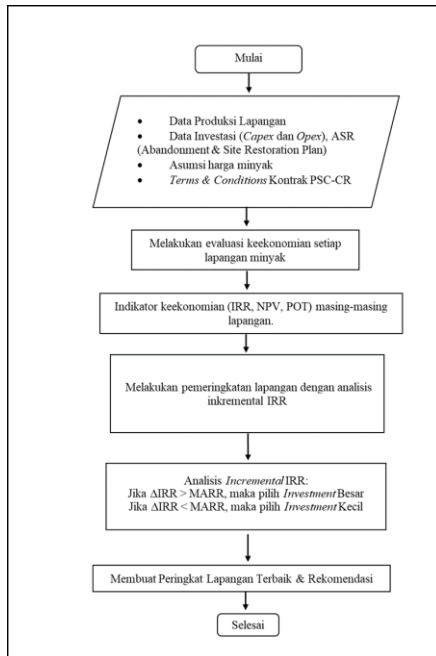 Mulai
• Data Produksi Lapangan
• Data Investasi (Capex dan Opex), ASR
(Abandonment & Site Restoration Plan)
• Asumsi harga minyak
• Terms & Conditions Kontrak PSC-CR
Melakukan evaluasi keekonomian setiap
lapangan minyak
Indikator keekonomian (IRR, NPV, POT) masing-masing
lapangan.
Melakukan pemeringkatan lapangan dengan analisis
inkremental IRR
Analisis Incremental IRR:
Jika ΔIRR > MARR, maka pilih Investment Besar
Jika ΔIRR < MARR, maka pilih Investment Kecil
Membuat Peringkat Lapangan Terbaik & Rekomendasi
Selesai